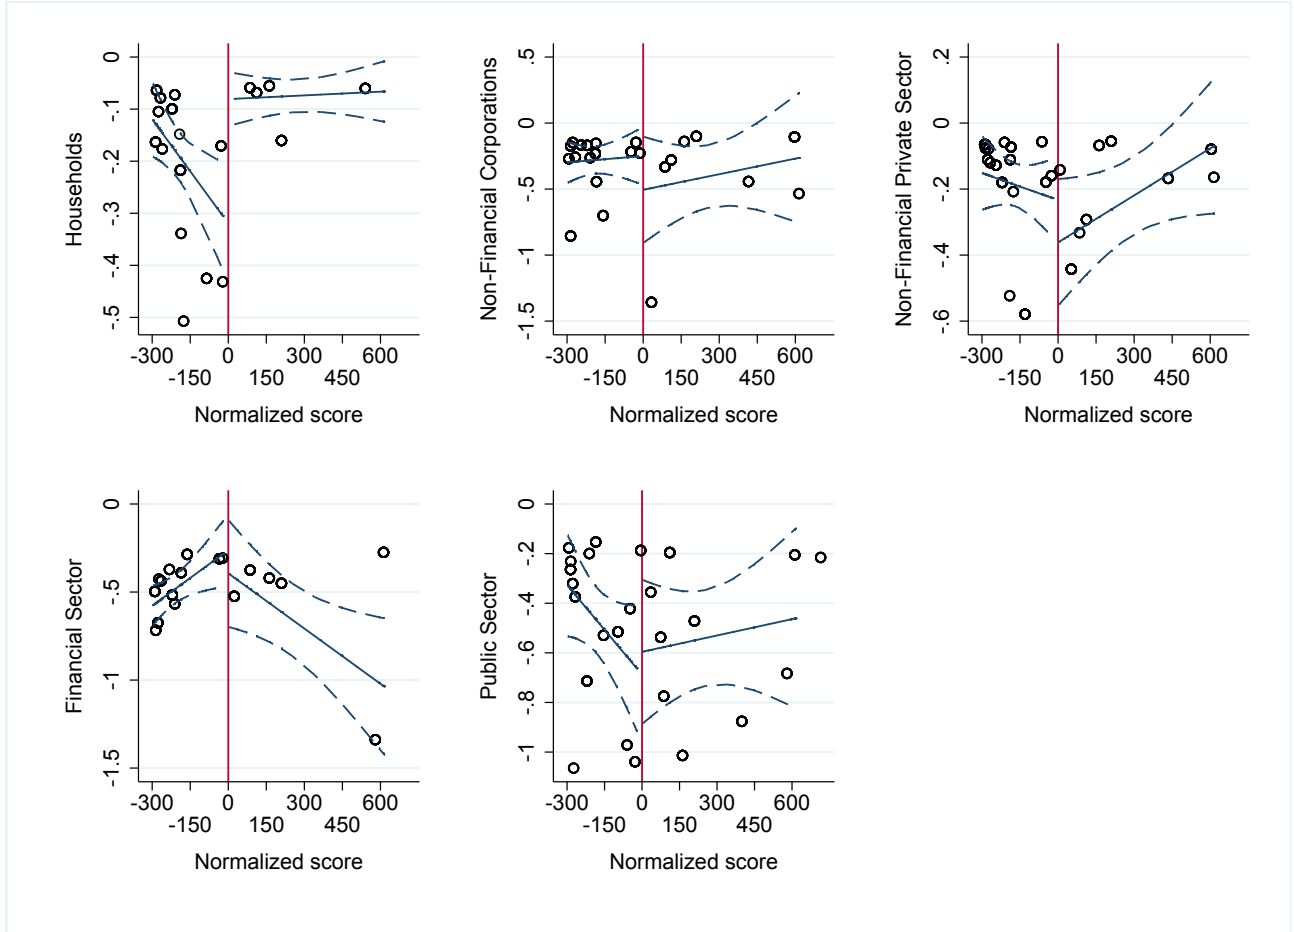 Households
0
-.1
-.2
-.3
-.4
-.5
-300 0 300 600
-150 150 450
Normalized score
Non-Financial Corporations
.5
0
-.5
-1
-1.5
-300 0 300 600
-150 150 450
Normalized score
Non-Financial Private Sector
.2
0
-.2
-.4
-.6
-300 0 300 600
-150 150 450
Normalized score
Financial Sector
0
-.5
-1
-1.5
-300 0 300 600
-150 150 450
Normalized score
Public Sector
0
-.2
-.4
-.6
-.8
-1
-300 0 300 600
-150 150 450
Normalized score